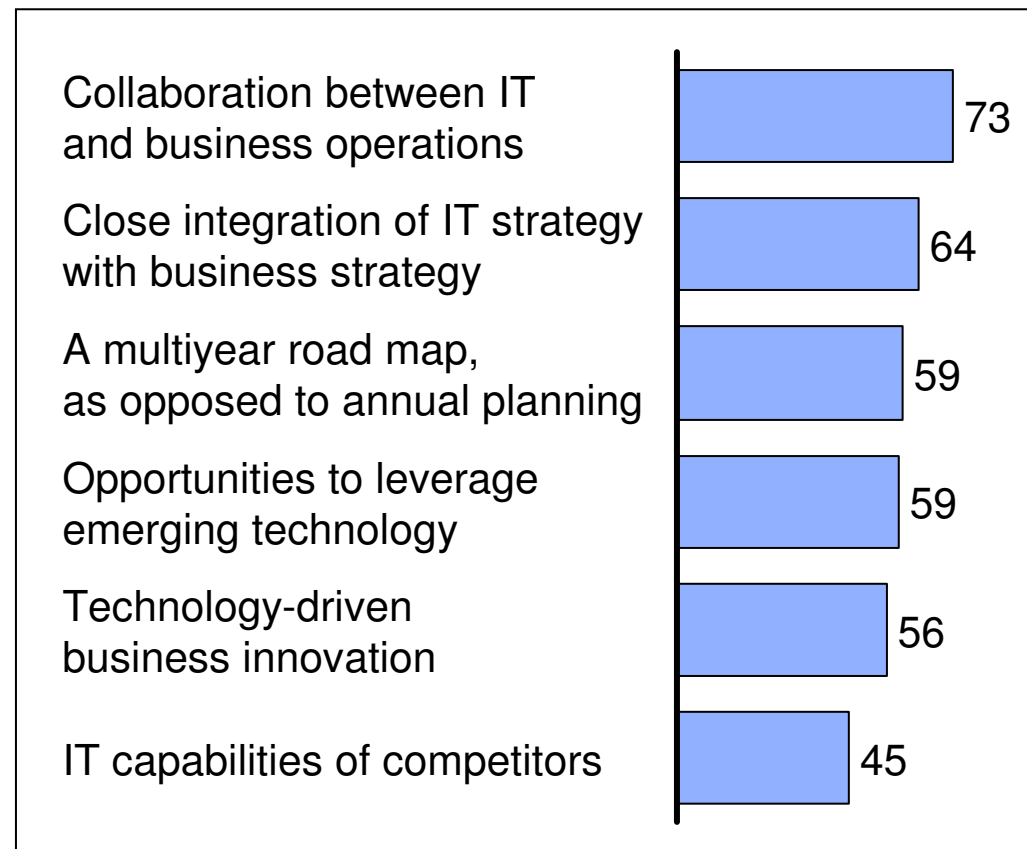 Collaboration between IT
and business operations
73
Close integration of IT strategy
with business strategy
64
A multiyear road map,
as opposed to annual planning
59
Opportunities to leverage
emerging technology
59
Technology-driven
business innovation
56
IT capabilities of competitors
45